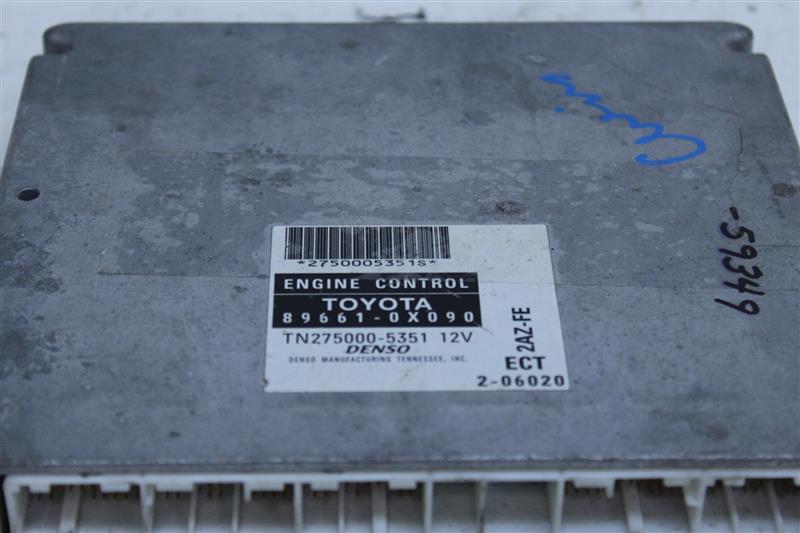 -59349
*2750005351S*
ENGINE CONTROL
TOYOTA
89661-0X090
TN275000-5351 12V
DENSO
DENSO MANUFACTURING TENNESSEE, INC.
2AZ-FE
ECT
2-06020